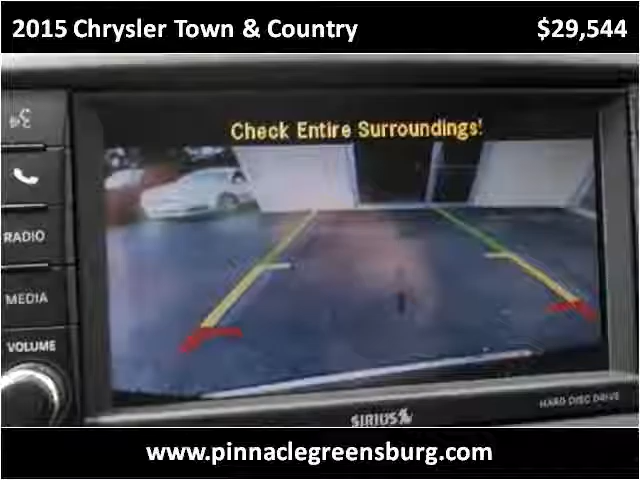 2015 Chrysler Town & Country $29,544
Check Entire Surroundings!
RADIO
MEDIA
VOLUME
SIRIUS
HARD DISC DRIVE
www.pinnaclegreensburg.com